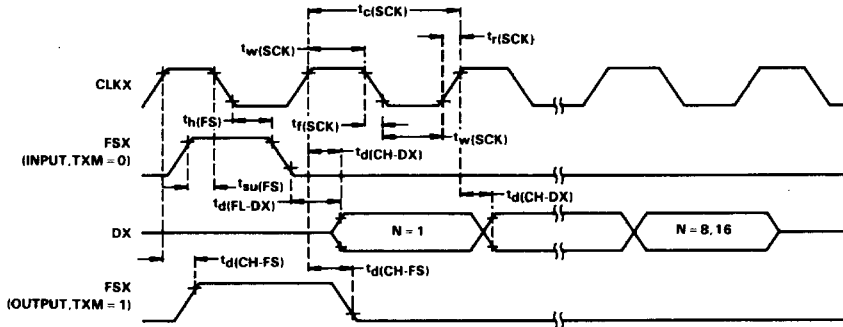 tc(SCK)
tw(SCK)
tr(SCK)
CLKX
th(FS)
tf(SCK)
tw(SCK)
FSX
(INPUT,TXM = 0)
td(CH-DX)
tsu(FS)
td(FL-DX)
td(CH-DX)
DX
N = 1
N = 8,16
td(CH-FS)
td(CH-FS)
FSX
(OUTPUT,TXM = 1)